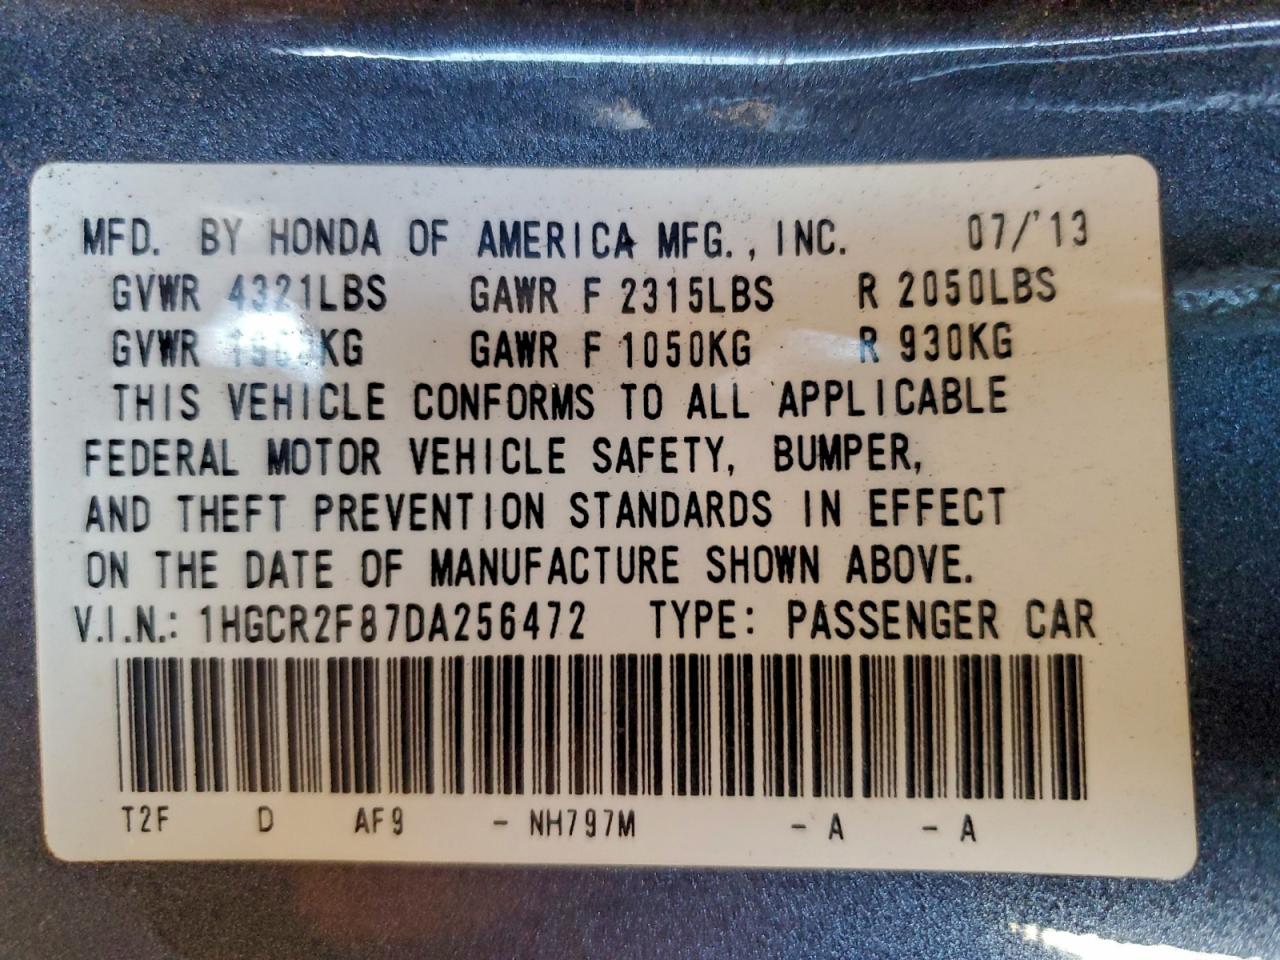 MFD. BY HONDA OF AMERICA MFG., INC. 07/'13
GVWR 4321LBS GAWR F 2315LBS R 2050LBS
GVWR KG GAWR F 1050KG R 930KG
THIS VEHICLE CONFORMS TO ALL APPLICABLE
FEDERAL MOTOR VEHICLE SAFETY, BUMPER,
AND THEFT PREVENTION STANDARDS IN EFFECT
ON THE DATE OF MANUFACTURE SHOWN ABOVE.
V.I.N.: 1HGCR2F87DA256472 TYPE: PASSENGER CAR
T2F D AF9 - NH797M - A - A